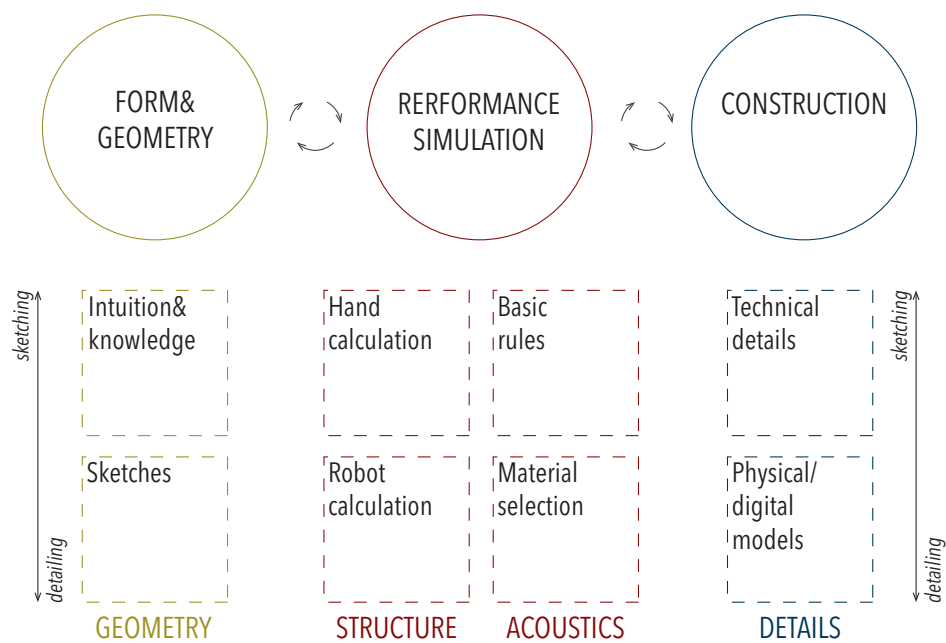 FORM&
GEOMETRY
RERFORMANCE
SIMULATION
CONSTRUCTION
sketching
detailing
Intuition&
knowledge
Hand
calculation
Basic
rules
Technical
details
sketching
detailing
Sketches
Robot
calculation
Material
selection
Physical/
digital
models
GEOMETRY
STRUCTURE
ACOUSTICS
DETAILS